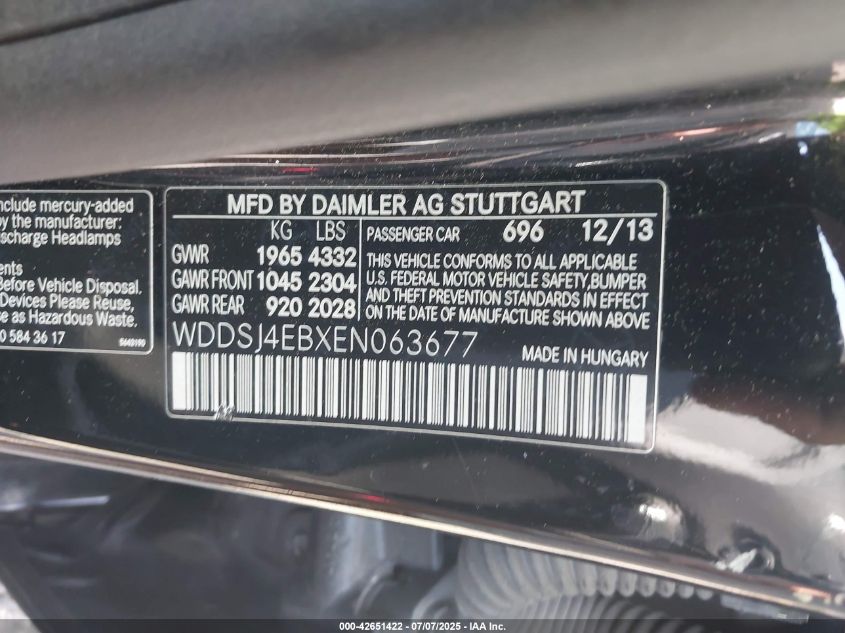 nclude mercury-added
by the manufacturer:
scharge Headlamps
ents
Before Vehicle Disposal.
Devices Please Reuse,
se as Hazardous Waste.
0 584 36 17
MFD BY DAIMLER AG STUTTGART
KG LBS
GVWR 1965 4332
GAWR FRONT 1045 2304
GAWR REAR 920 2028
PASSENGER CAR 696 12/13
THIS VEHICLE CONFORMS TO ALL APPLICABLE
U.S. FEDERAL MOTOR VEHICLE SAFETY, BUMPER
AND THEFT PREVENTION STANDARDS IN EFFECT
ON THE DATE OF MANUFACTURE SHOWN ABOVE
WDDSJ4EBXEN063677
MADE IN HUNGARY
000-42651422 - 07/07/2025 - IAA Inc.